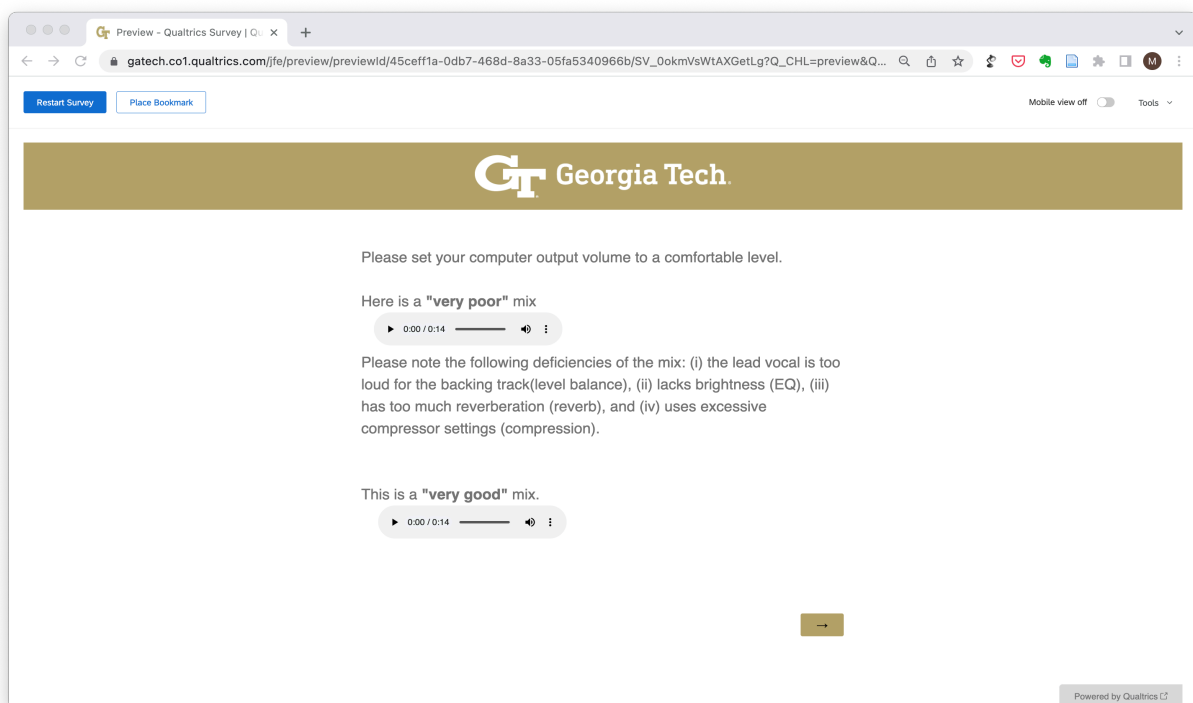 Preview - Qualtrics Survey | Qu
gatech.co1.qualtrics.com/jfe/preview/previewId/45ceff1a-0db7-468d-8a33-05fa5340966b/SV_0okmVsWtAXGetLg?Q_CHL=preview&Q...
M
Restart Survey
Place Bookmark
Mobile view off
Tools
GT Georgia Tech.
Please set your computer output volume to a comfortable level.
Here is a "very poor" mix
0:00 / 0:14
Please note the following deficiencies of the mix: (i) the lead vocal is too
loud for the backing track(level balance), (ii) lacks brightness (EQ), (iii)
has too much reverberation (reverb), and (iv) uses excessive
compressor settings (compression).
This is a "very good" mix.
0:00 / 0:14
Powered by Qualtrics